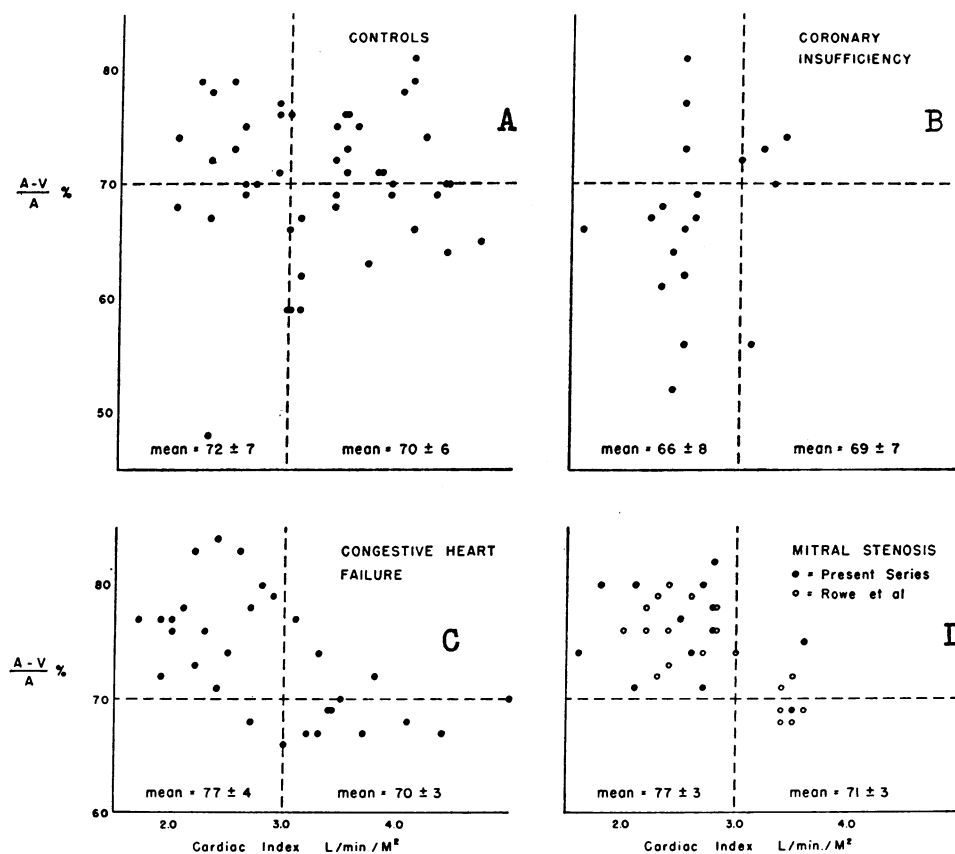 CONTROLS
A
80
70
60
50
A-V
A %
mean = 72 ± 7
mean = 70 ± 6
CORONARY
INSUFFICIENCY
B
mean = 66 ± 8
mean = 69 ± 7
CONGESTIVE HEART
FAILURE
C
80
70
60
A-V
A %
mean = 77 ± 4
mean = 70 ± 3
2.0 3.0 4.0
Cardiac Index L/min/M²
MITRAL STENOSIS
• = Present Series
o = Rowe et al
mean = 77 ± 3
mean = 71 ± 3
2.0 3.0 4.0
Cardiac Index L/min./M²